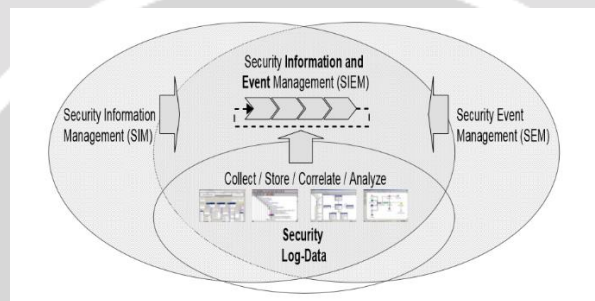 Security Information and
Event Management (SIEM)
Security Information
Management (SIM)
Security Event
Management (SEM)
Collect / Store / Correlate / Analyze
Security
Log-Data